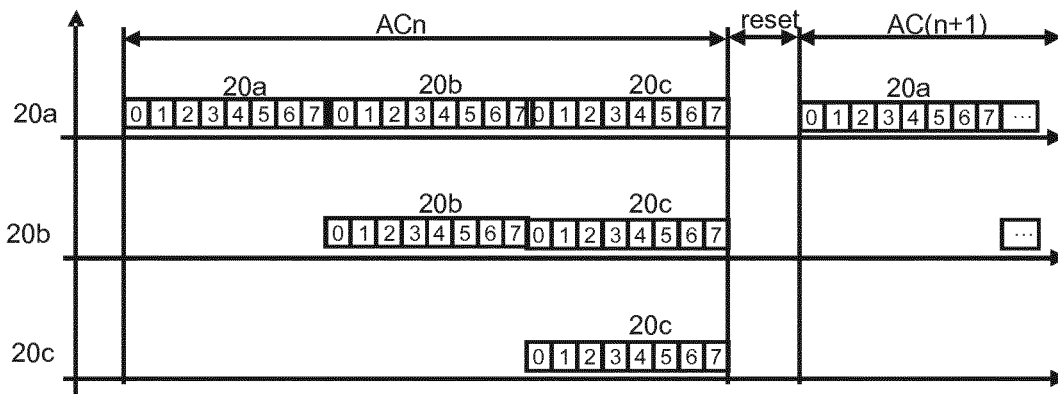 ACn reset AC(n+1)
20a 20b 20c 20a
20a 0 1 2 3 4 5 6 7 0 1 2 3 4 5 6 7 0 1 2 3 4 5 6 7 0 1 2 3 4 5 6 7 ...
20b 20c
20b 0 1 2 3 4 5 6 7 0 1 2 3 4 5 6 7 ...
20c
20c 0 1 2 3 4 5 6 7